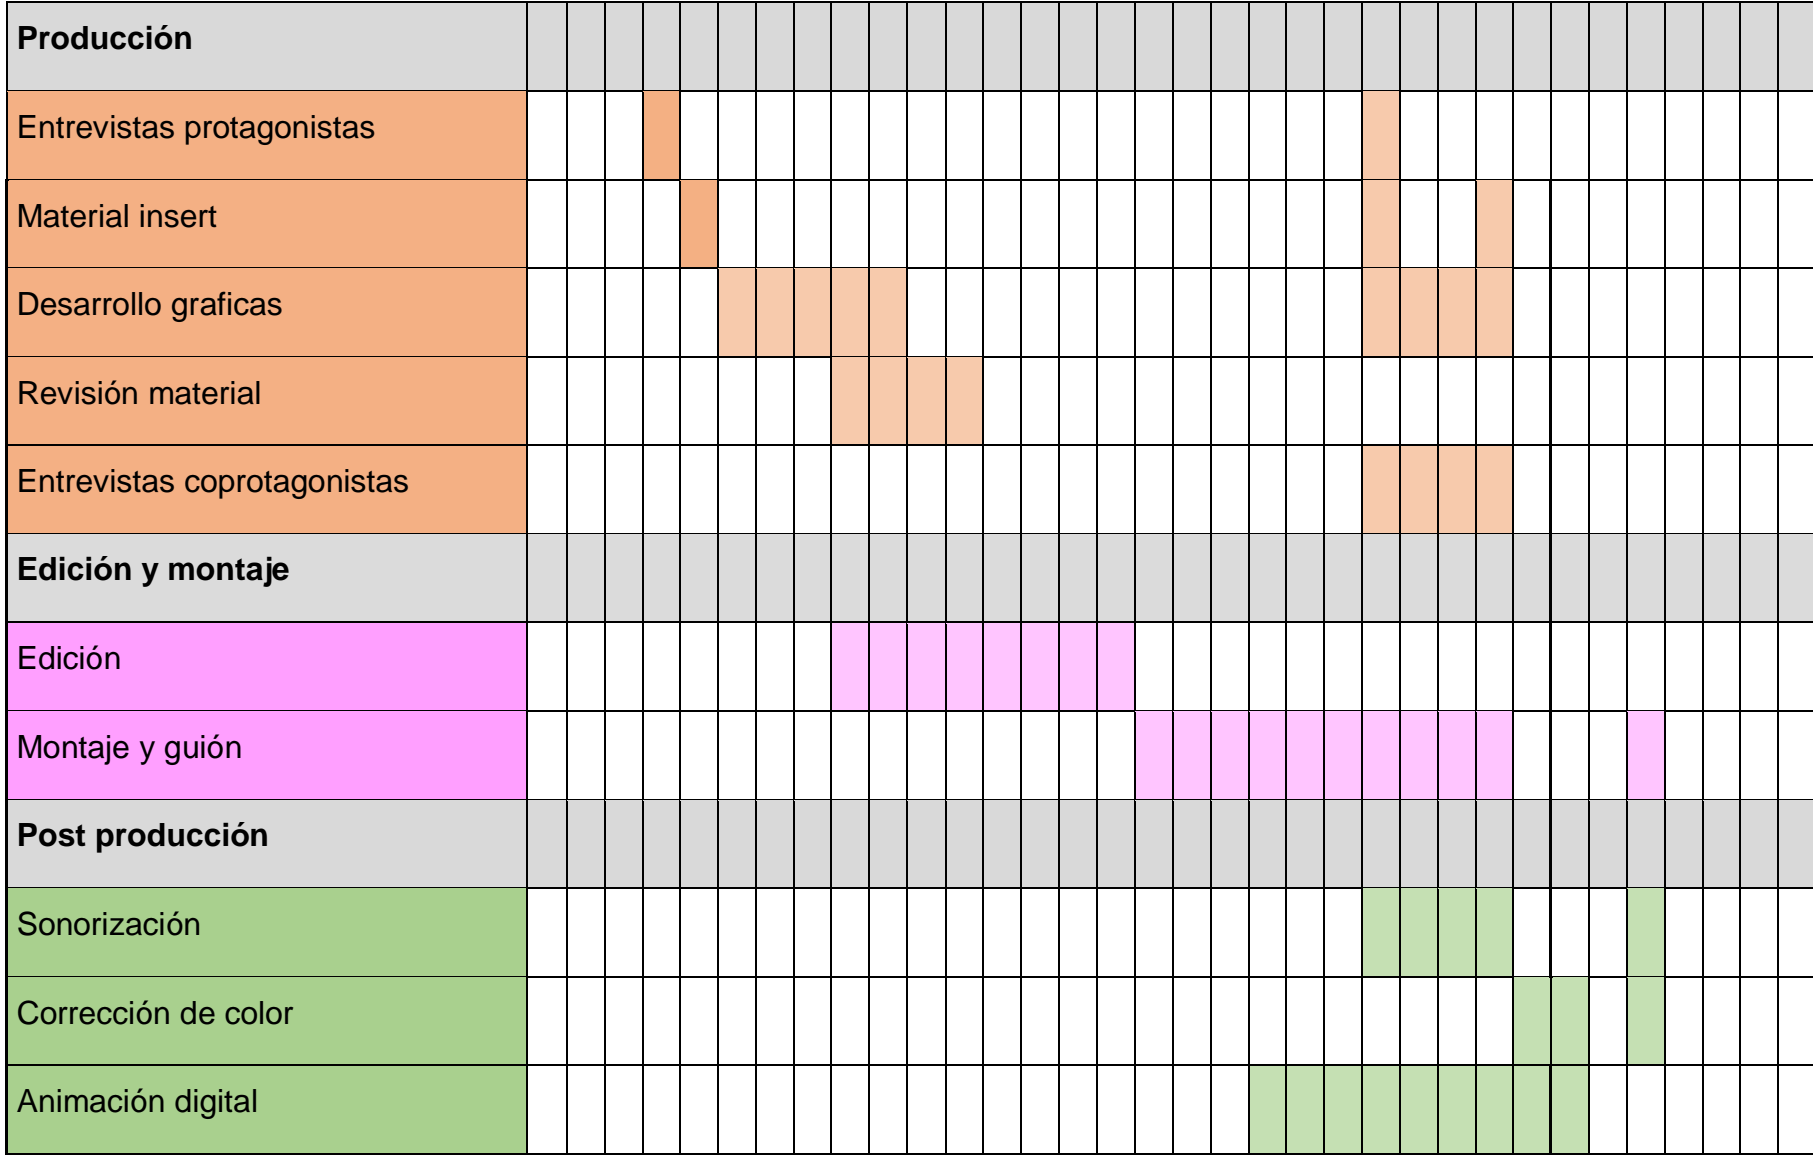 Producción
Entrevistas protagonistas
Material insert
Desarrollo graficas
Revisión material
Entrevistas coprotagonistas
Edición y montaje
Edición
Montaje y guión
Post producción
Sonorización
Corrección de color
Animación digital